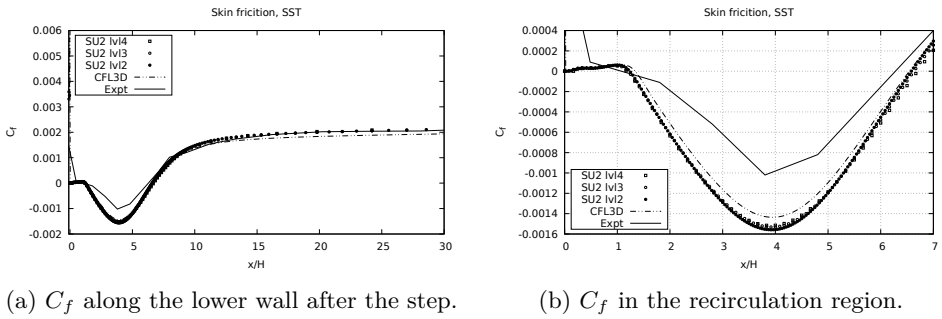 Skin fricition, SST
0.006
0.005
0.004
0.003
0.002
0.001
0
-0.001
-0.002
C_f
SU2 lvl4
SU2 lvl3
SU2 lvl2
CFL3D
Expt
0 5 10 15 20 25 30
x/H
(a) C_f along the lower wall after the step.
Skin fricition, SST
0.0004
0.0002
0
-0.0002
-0.0004
-0.0006
-0.0008
-0.001
-0.0012
-0.0014
-0.0016
C_f
SU2 lvl4
SU2 lvl3
SU2 lvl2
CFL3D
Expt
0 1 2 3 4 5 6 7
x/H
(b) C_f in the recirculation region.